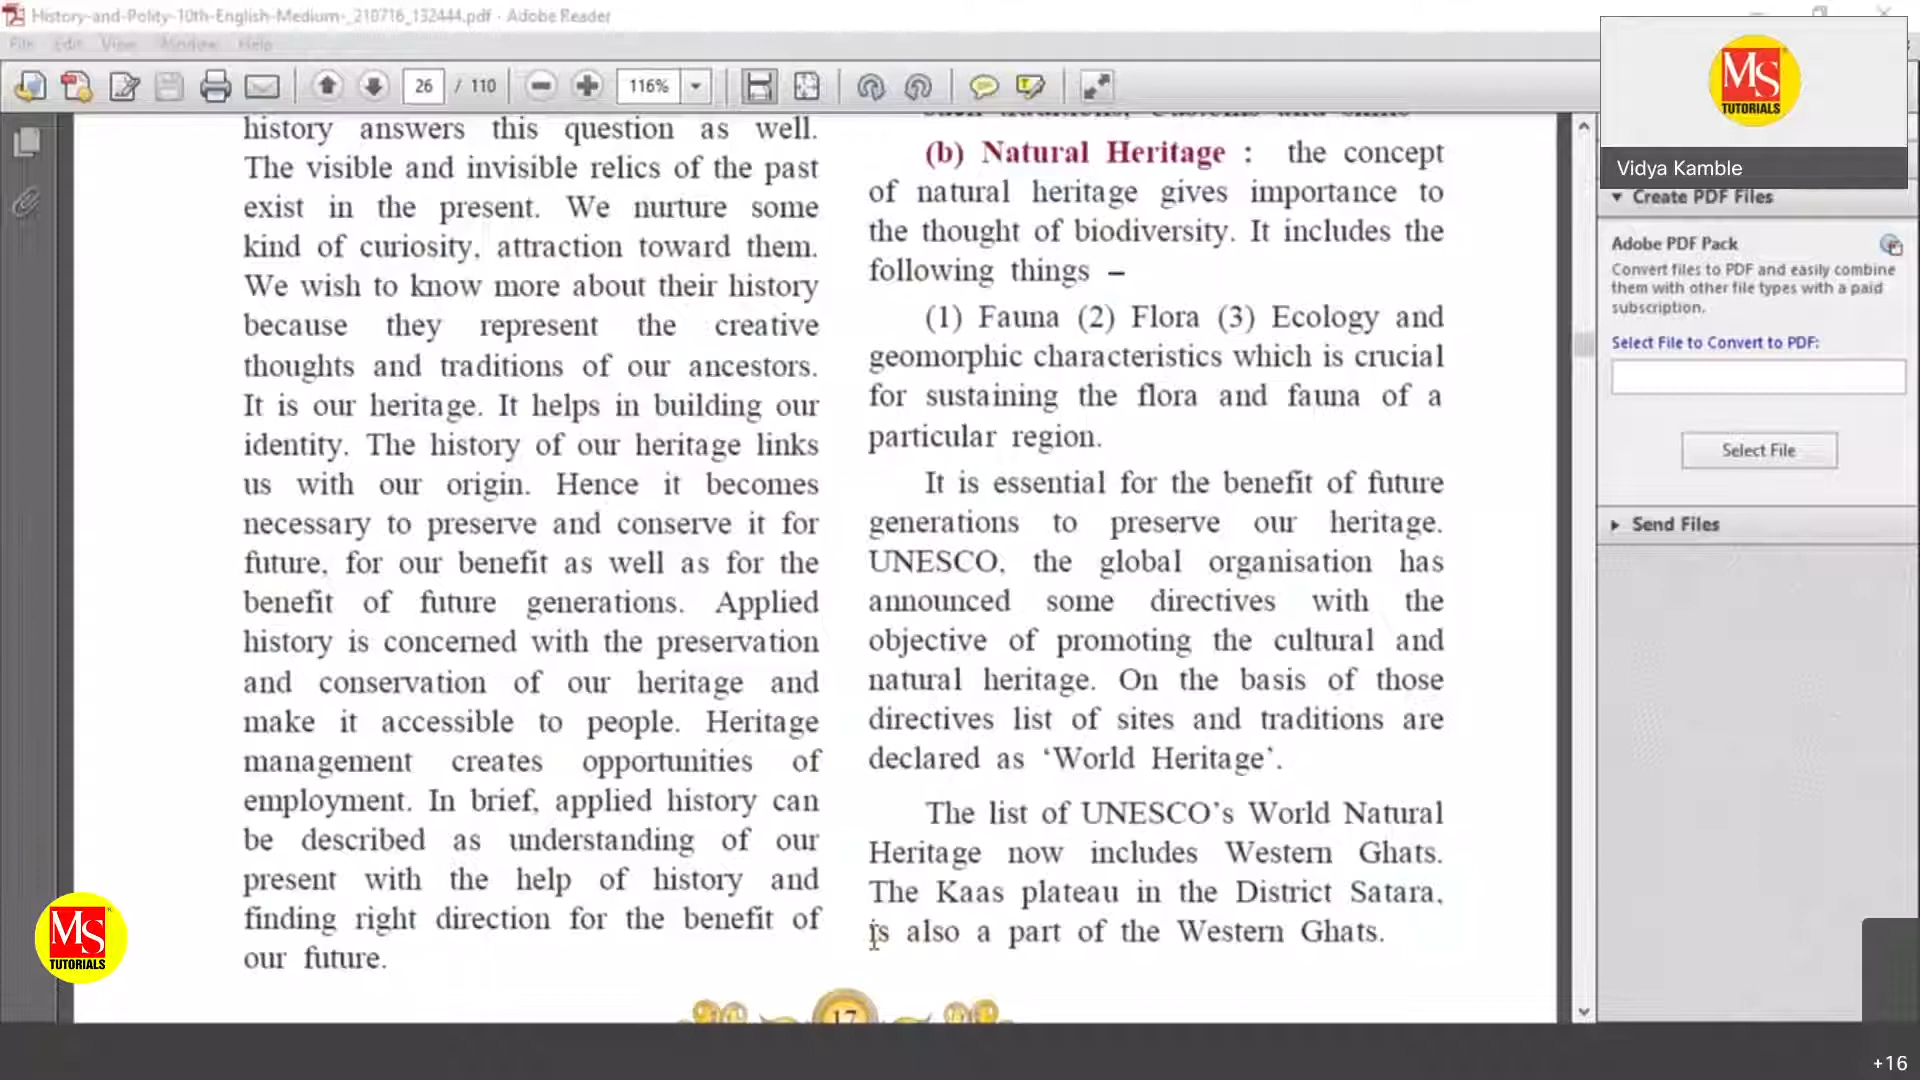 History-and-Polity-10th-English-Medium-_210716_132444.pdf - Adobe Reader
File Edit View Window Help
26 / 110 116%
history answers this question as well.
The visible and invisible relics of the past
exist in the present. We nurture some
kind of curiosity, attraction toward them.
We wish to know more about their history
because they represent the creative
thoughts and traditions of our ancestors.
It is our heritage. It helps in building our
identity. The history of our heritage links
us with our origin. Hence it becomes
necessary to preserve and conserve it for
future, for our benefit as well as for the
benefit of future generations. Applied
history is concerned with the preservation
and conservation of our heritage and
make it accessible to people. Heritage
management creates opportunities of
employment. In brief, applied history can
be described as understanding of our
present with the help of history and
finding right direction for the benefit of
our future.
(b) Natural Heritage : the concept
of natural heritage gives importance to
the thought of biodiversity. It includes the
following things –
(1) Fauna (2) Flora (3) Ecology and
geomorphic characteristics which is crucial
for sustaining the flora and fauna of a
particular region.
It is essential for the benefit of future
generations to preserve our heritage.
UNESCO, the global organisation has
announced some directives with the
objective of promoting the cultural and
natural heritage. On the basis of those
directives list of sites and traditions are
declared as ‘World Heritage’.
The list of UNESCO’s World Natural
Heritage now includes Western Ghats.
The Kaas plateau in the District Satara,
is also a part of the Western Ghats.
17
MS
TUTORIALS
Vidya Kamble
Create PDF Files
Adobe PDF Pack
Convert files to PDF and easily combine
them with other file types with a paid
subscription.
Select File to Convert to PDF:
Select File
Send Files
MS
TUTORIALS
+16